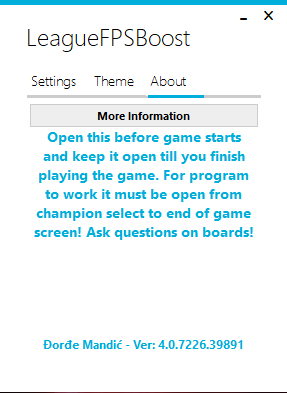 LeagueFPSBoost
Settings Theme About
More Information
Open this before game starts
and keep it open till you finish
playing the game. For program
to work it must be open from
champion select to end of game
screen! Ask questions on boards!
Đorđe Mandić - Ver: 4.0.7226.39891